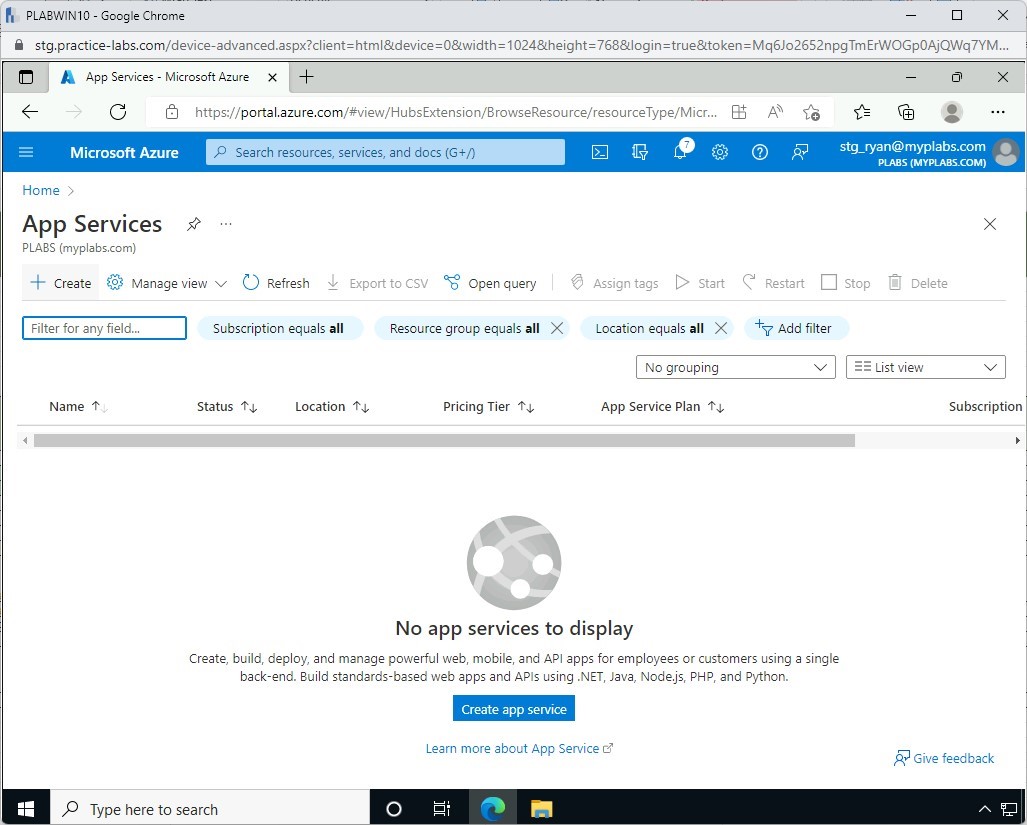 PLABWIN10 - Google Chrome
stg.practice-labs.com/device-advanced.aspx?client=html&device=0&width=1024&height=768&login=true&token=Mq6Jo2652npgTmErWOGp0AjQWq7YM...
App Services - Microsoft Azure
https://portal.azure.com/#view/HubsExtension/BrowseResource/resourceType/Micr...
Microsoft Azure
Search resources, services, and docs (G+/)
7
stg_ryan@myplabs.com
PLABS (MYPLABS.COM)
Home
App Services
PLABS (myplabs.com)
Create
Manage view
Refresh
Export to CSV
Open query
Assign tags
Start
Restart
Stop
Delete
Filter for any field...
Subscription equals all
Resource group equals all
Location equals all
Add filter
No grouping
List view
Name
Status
Location
Pricing Tier
App Service Plan
Subscription
No app services to display
Create, build, deploy, and manage powerful web, mobile, and API apps for employees or customers using a single
back-end. Build standards-based web apps and APIs using .NET, Java, Node.js, PHP, and Python.
Create app service
Learn more about App Service
Give feedback
Type here to search